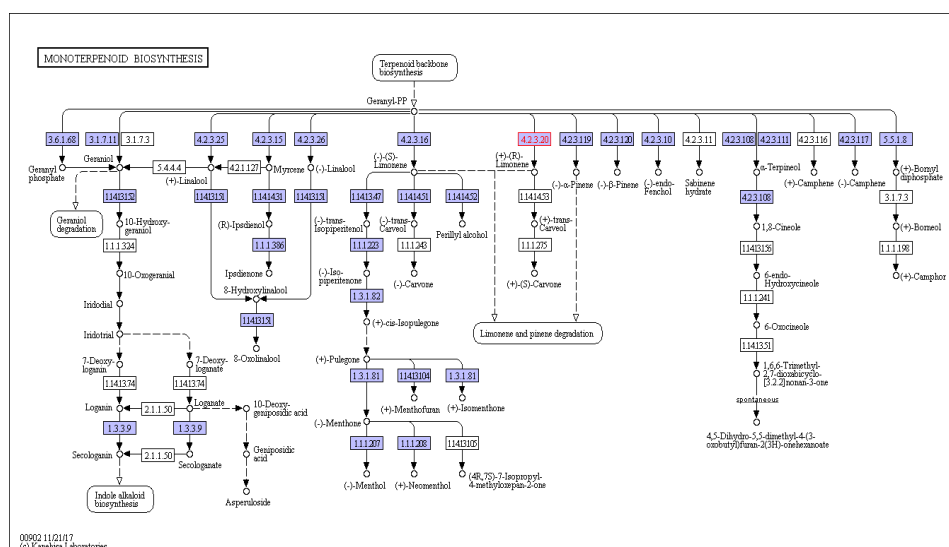 MONOTERPENOID BIOSYNTHESIS
Terpenoid backbone
biosynthesis
Geranyl-PP
3.6.1.68
3.1.7.11
3.1.7.3
4.2.3.25
4.2.3.15
4.2.3.26
4.2.3.16
4.2.3.20
4.2.3.119
4.2.3.120
4.2.3.10
4.2.3.11
4.2.3.108
4.2.3.111
4.2.3.116
4.2.3.117
5.5.1.8
Geranyl
phosphate
Geraniol
5.4.4.4
(+)-Linalool
4.2.1.127
Myrcene
(-)-Linalool
(-)-(S)-
Limonene
(+)-(R)-
Limonene
(-)-α-Pinene
(-)-β-Pinene
(-)-endo-
Fenchol
Sabinene
hydrate
α-Terpineol
(+)-Camphene
(-)-Camphene
(+)-Bornyl
diphosphate
Geraniol
degradation
1.14.13.152
1.14.13.151
1.14.14.31
1.14.13.151
1.14.13.47
1.14.14.51
1.14.14.52
1.14.14.53
4.2.3.108
3.1.7.3
10-Hydroxy-
geraniol
(R)-Ipsdienol
(-)-trans-
Isopiperitenol
(-)-trans-
Carveol
Perillyl alcohol
(+)-trans-
Carveol
1,8-Cineole
(+)-Borneol
1.1.1.324
1.1.1.386
1.1.1.223
1.1.1.243
1.1.1.275
1.14.13.156
1.1.1.198
10-Oxogeranial
Ipsdienone
(-)-Iso-
piperitenone
(-)-Carvone
(+)-(S)-Carvone
6-endo-
Hydroxycineole
(+)-Camphor
8-Hydroxylinalool
1.3.1.82
1.1.1.241
Iridodial
1.14.13.151
(+)-cis-Isopulegone
6-Oxocineole
Iridotrial
8-Oxolinalool
Limonene and pinene degradation
1.14.13.51
7-Deoxy-
loganin
7-Deoxy-
loganate
(+)-Pulegone
1,6,6-Trimethyl-
2,7-dioxabicyclo-
[3.2.2]nonan-3-one
1.14.13.74
1.14.13.74
1.3.1.81
1.14.13.104
1.3.1.81
spontaneous
Loganin
2.1.1.50
Loganate
10-Deoxy-
geniposidic acid
(+)-Menthofuran
(+)-Isomenthone
1.3.3.9
1.3.3.9
(-)-Menthone
4,5-Dihydro-5,5-dimethyl-4-(3-
oxobutyl)furan-2(3H)-onehexanoate
Secologanin
2.1.1.50
Secologanate
Geniposidic
acid
1.1.1.207
1.1.1.208
1.14.13.105
Indole alkaloid
biosynthesis
Asperuloside
(-)-Menthol
(+)-Neomenthol
(4R,7S)-7-Isopropyl-
4-methyloxepan-2-one
00902 11/21/17
(c) Kanehisa Laboratories